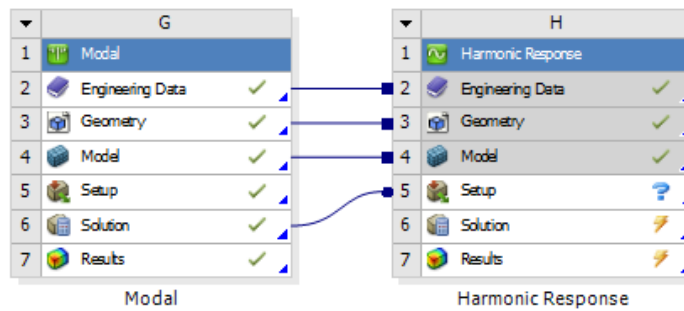 G
1 Modal
2 Engineering Data
3 Geometry
4 Model
5 Setup
6 Solution
7 Results
Modal
H
1 Harmonic Response
2 Engineering Data
3 Geometry
4 Model
5 Setup ?
6 Solution
7 Results
Harmonic Response